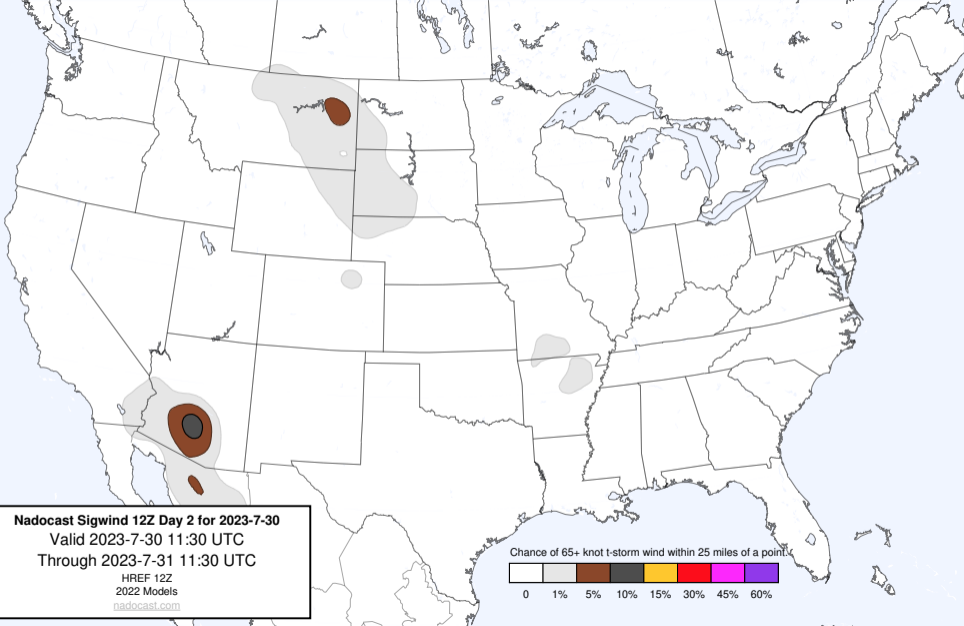 Nadocast Sigwind 12Z Day 2 for 2023-7-30
Valid 2023-7-30 11:30 UTC
Through 2023-7-31 11:30 UTC
HREF 12Z
2022 Models
nadocast.com
Chance of 65+ knot t-storm wind within 25 miles of a point.
0 1% 5% 10% 15% 30% 45% 60%